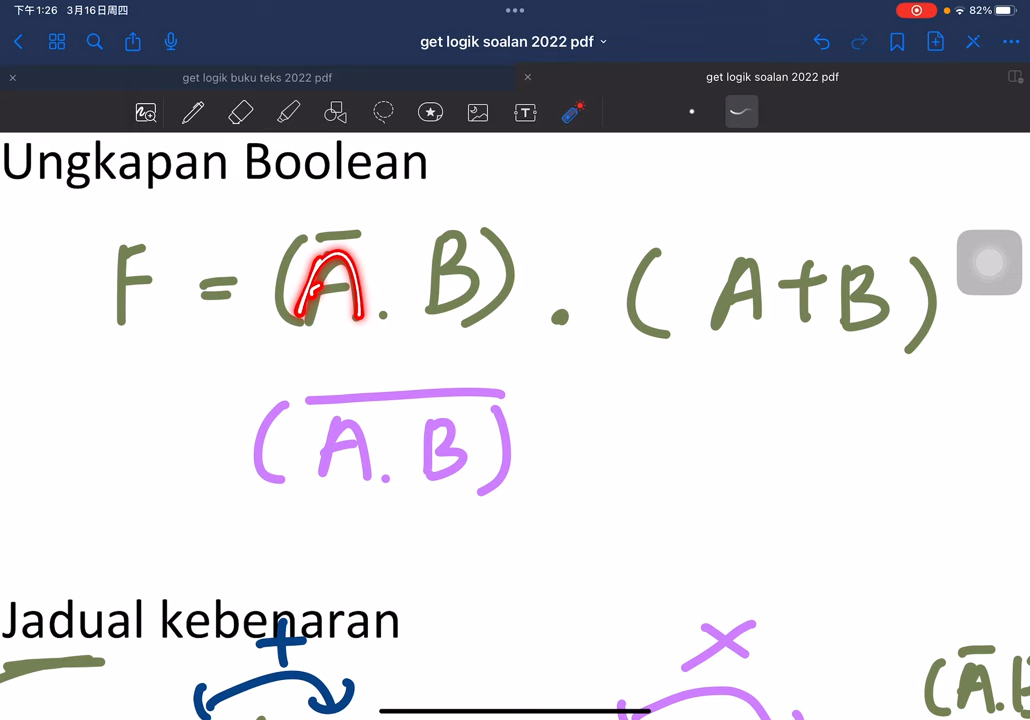 下午1:26 3月16日周四
82%
get logik soalan 2022 pdf
get logik buku teks 2022 pdf
get logik soalan 2022 pdf
Ungkapan Boolean
F = (A̅ . B) . (A+B)
(A̅ ̅.̅ ̅B̅)
Jadual kebenaran
+
×
(A̅.B